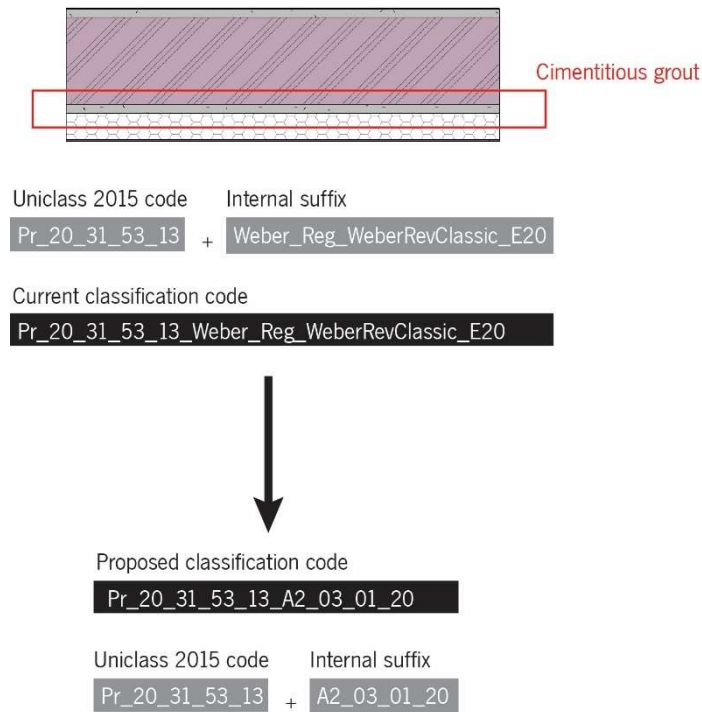 Cimentitious grout
Uniclass 2015 code Internal suffix
Pr_20_31_53_13 + Weber_Reg_WeberRevClassic_E20
Current classification code
Pr_20_31_53_13_Weber_Reg_WeberRevClassic_E20
Proposed classification code
Pr_20_31_53_13_A2_03_01_20
Uniclass 2015 code Internal suffix
Pr_20_31_53_13 + A2_03_01_20